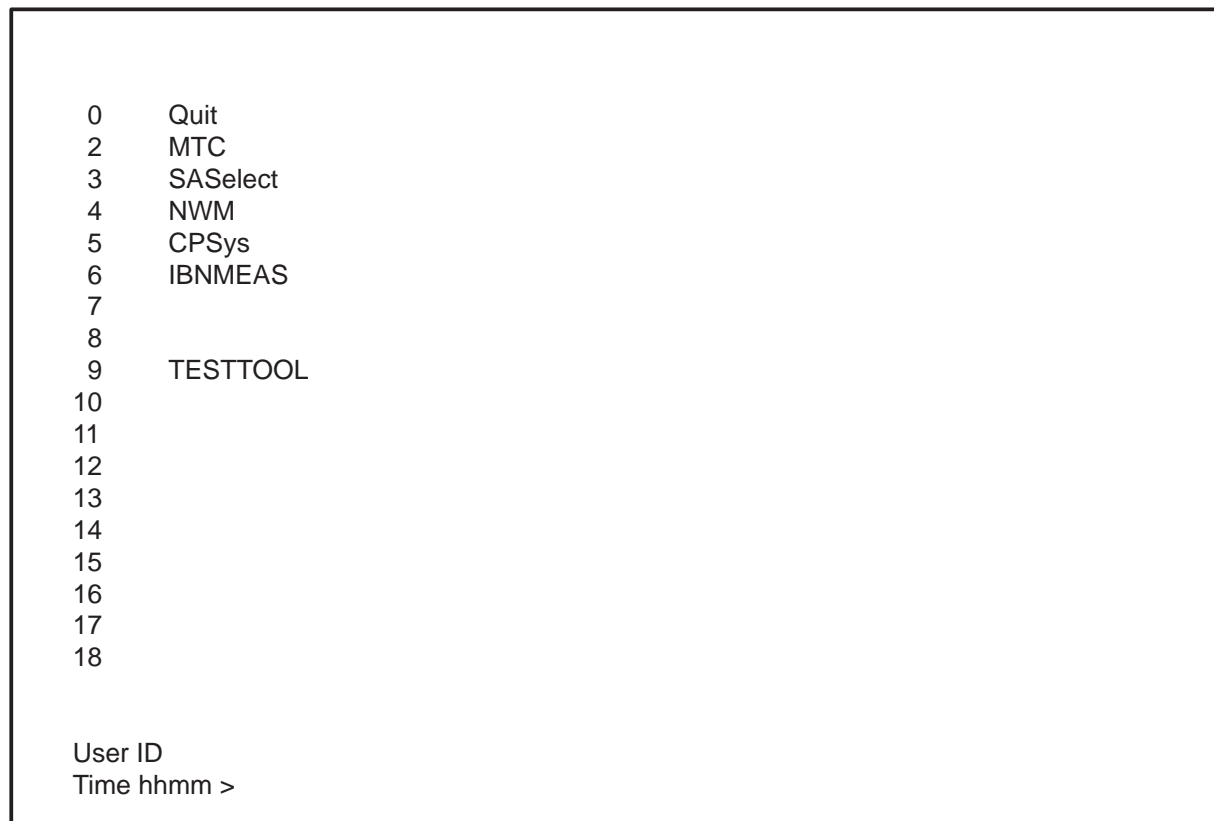 0 Quit
2 MTC
3 SASelect
4 NWM
5 CPSys
6 IBNMEAS
7
8
9 TESTTOOL
10
11
12
13
14
15
16
17
18
User ID
Time hhmm >